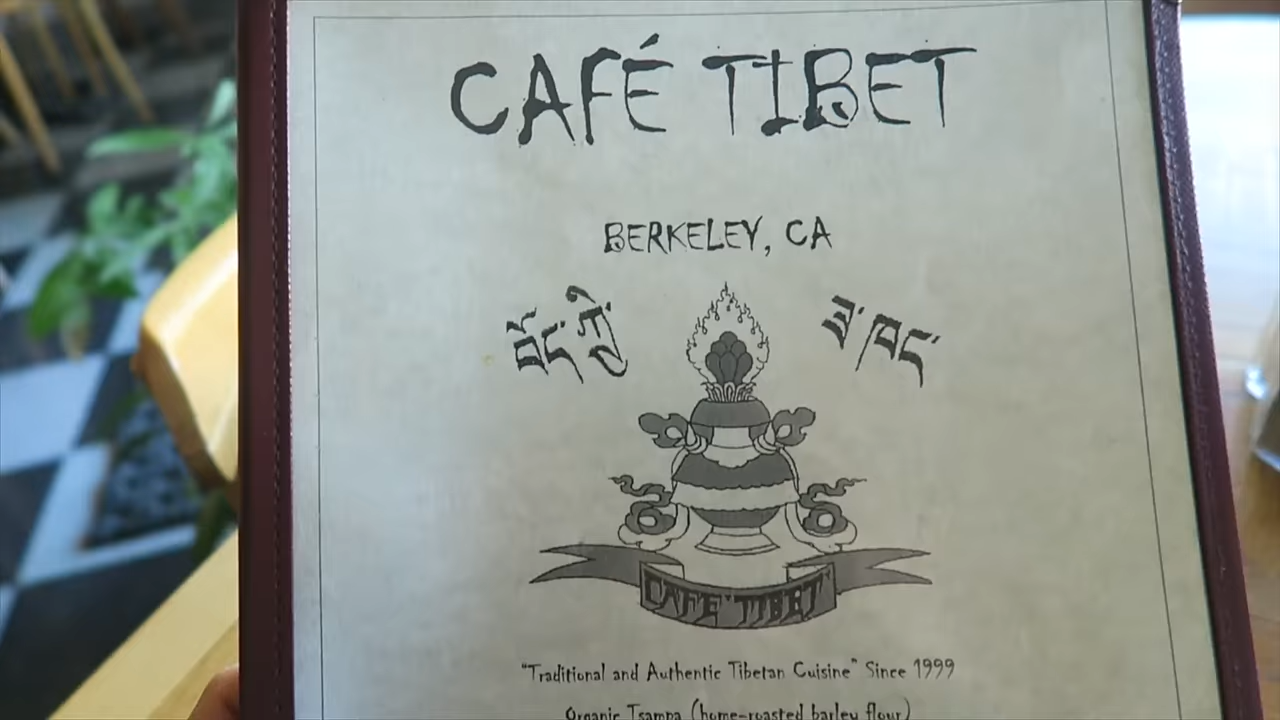 CAFÉ TIBET
BERKELEY, CA
བོད་ཀྱི་ ཟ་ཁང་
CAFE TIBET
"Traditional and Authentic Tibetan Cuisine" Since 1999
Organic Tsampa (home-roasted barley flour)